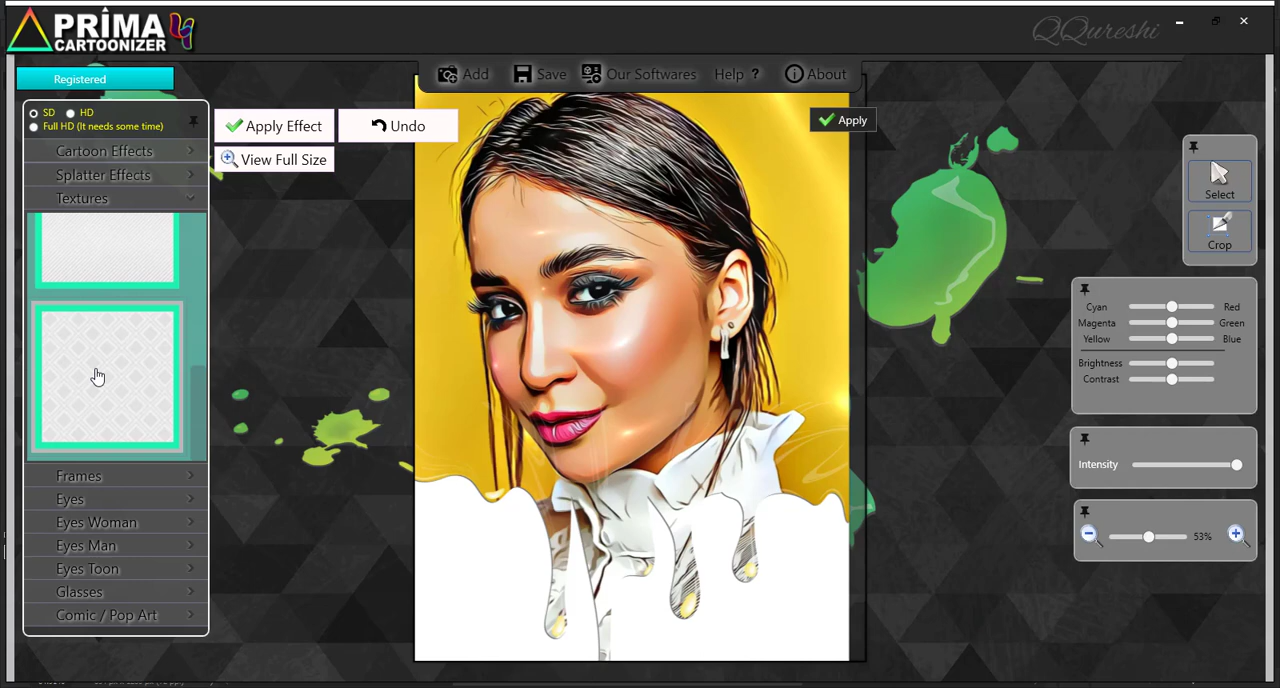 PRİMA
CARTOONIZER
QQureshi
Registered
Add
Save
Our Softwares
Help ?
About
SD
HD
Full HD (It needs some time)
Cartoon Effects
Splatter Effects
Textures
Frames
Eyes
Eyes Woman
Eyes Man
Eyes Toon
Glasses
Comic / Pop Art
Apply Effect
Undo
View Full Size
Apply
Select
Crop
Cyan Red
Magenta Green
Yellow Blue
Brightness
Contrast
Intensity
53%